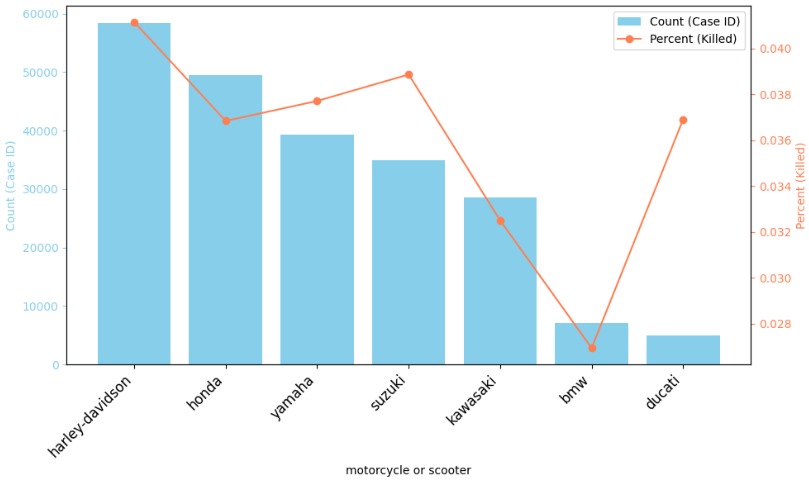 60000
50000
40000
30000
20000
10000
0
Count (Case ID)
Count (Case ID)
Percent (Killed)
0.040
0.038
0.036
0.034
0.032
0.030
0.028
Percent (Killed)
harley-davidson
honda
yamaha
suzuki
kawasaki
bmw
ducati
motorcycle or scooter